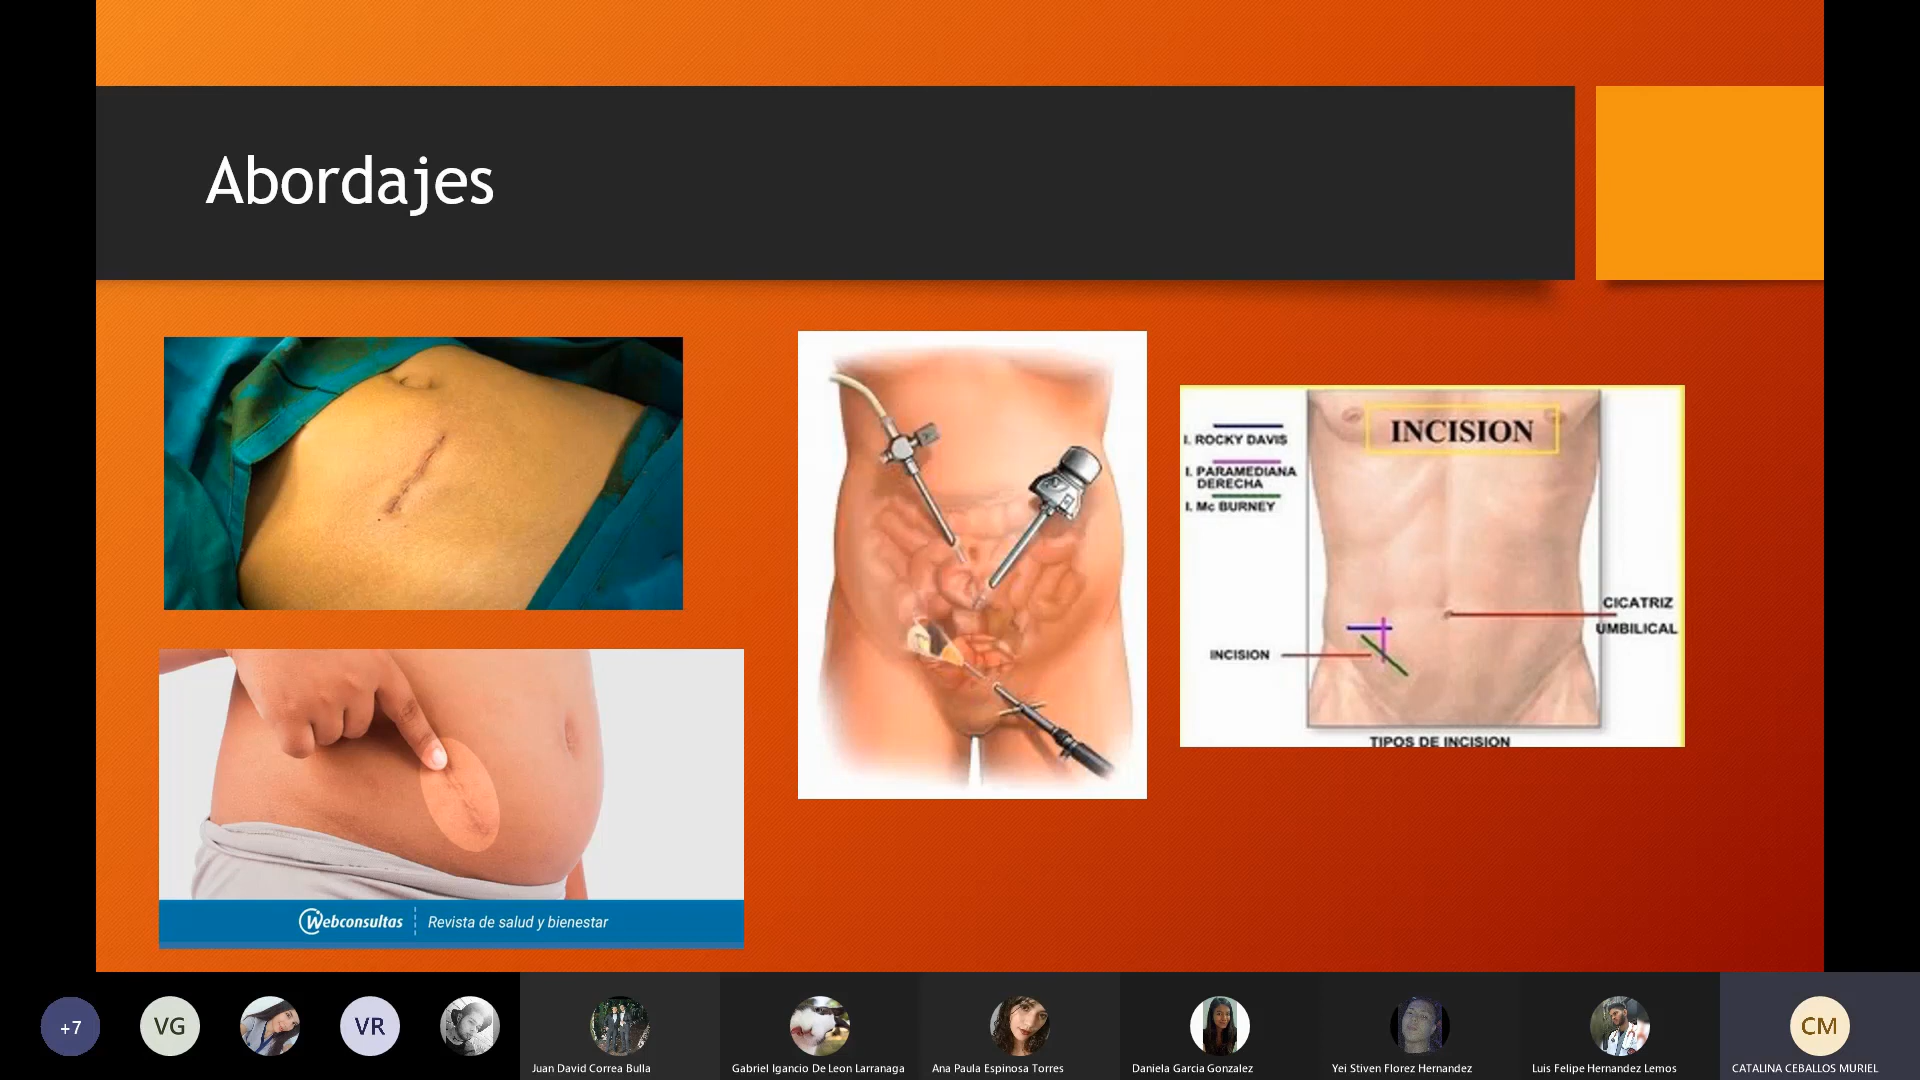 Abordajes
INCISION
I. ROCKY DAVIS
I. PARAMEDIANA
DERECHA
I. Mc BURNEY
CICATRIZ
UMBILICAL
INCISION
TIPOS DE INCISION
Webconsultas
Revista de salud y bienestar
+7
VG
VR
CM
Juan David Correa Bulla
Gabriel Igancio De Leon Larranaga
Ana Paula Espinosa Torres
Daniela Garcia Gonzalez
Yei Stiven Florez Hernandez
Luis Felipe Hernandez Lemos
CATALINA CEBALLOS MURIEL